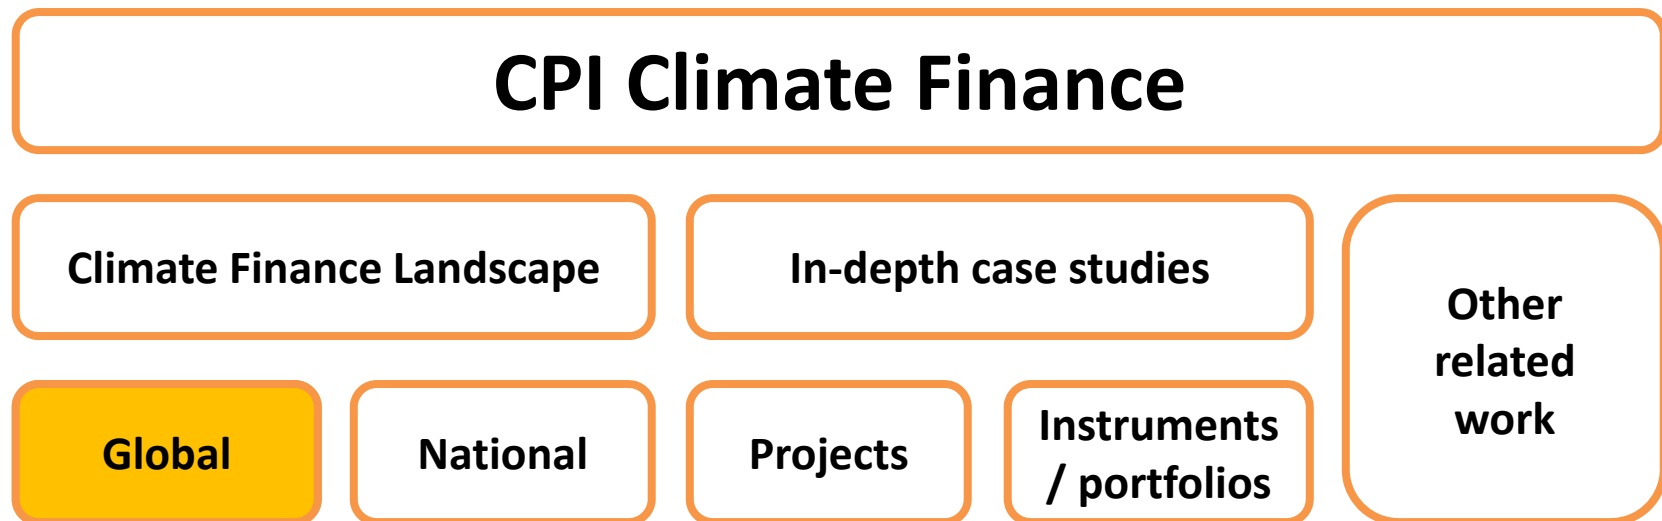 CPI Climate Finance
Climate Finance Landscape
In-depth case studies
Other
related
work
Global
National
Projects
Instruments
/ portfolios